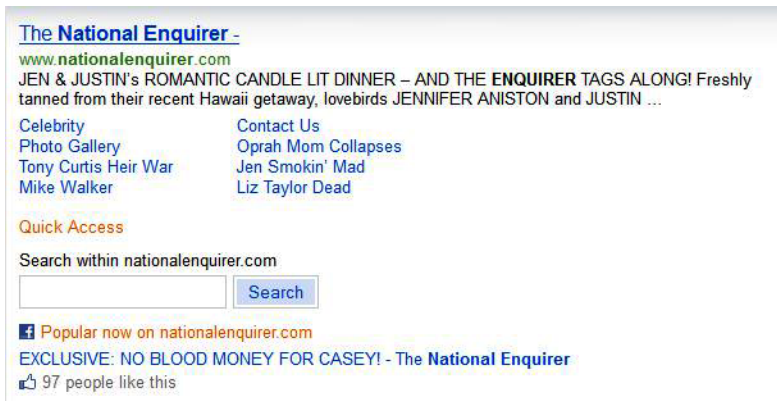 The National Enquirer -
www.nationalenquirer.com
JEN & JUSTIN's ROMANTIC CANDLE LIT DINNER – AND THE ENQUIRER TAGS ALONG! Freshly
tanned from their recent Hawaii getaway, lovebirds JENNIFER ANISTON and JUSTIN ...
Celebrity
Photo Gallery
Tony Curtis Heir War
Mike Walker
Contact Us
Oprah Mom Collapses
Jen Smokin' Mad
Liz Taylor Dead
Quick Access
Search within nationalenquirer.com
Search
Popular now on nationalenquirer.com
EXCLUSIVE: NO BLOOD MONEY FOR CASEY! - The National Enquirer
97 people like this